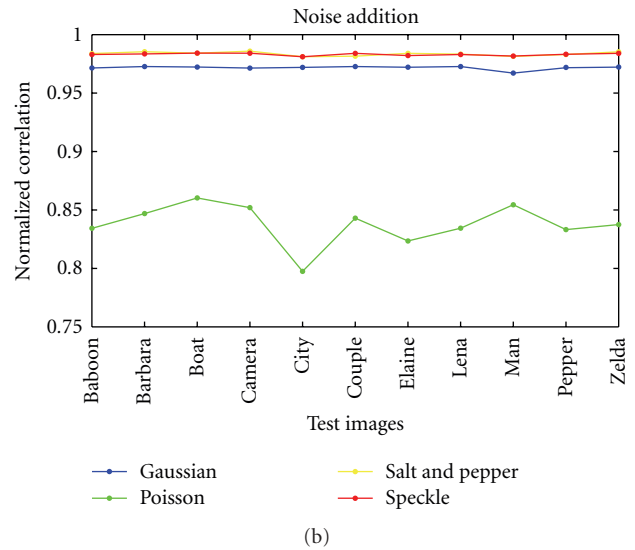 Noise addition
Normalized correlation
1
0.95
0.9
0.85
0.8
0.75
Baboon
Barbara
Boat
Camera
City
Couple
Elaine
Lena
Man
Pepper
Zelda
Test images
Gaussian
Poisson
Salt and pepper
Speckle
(b)